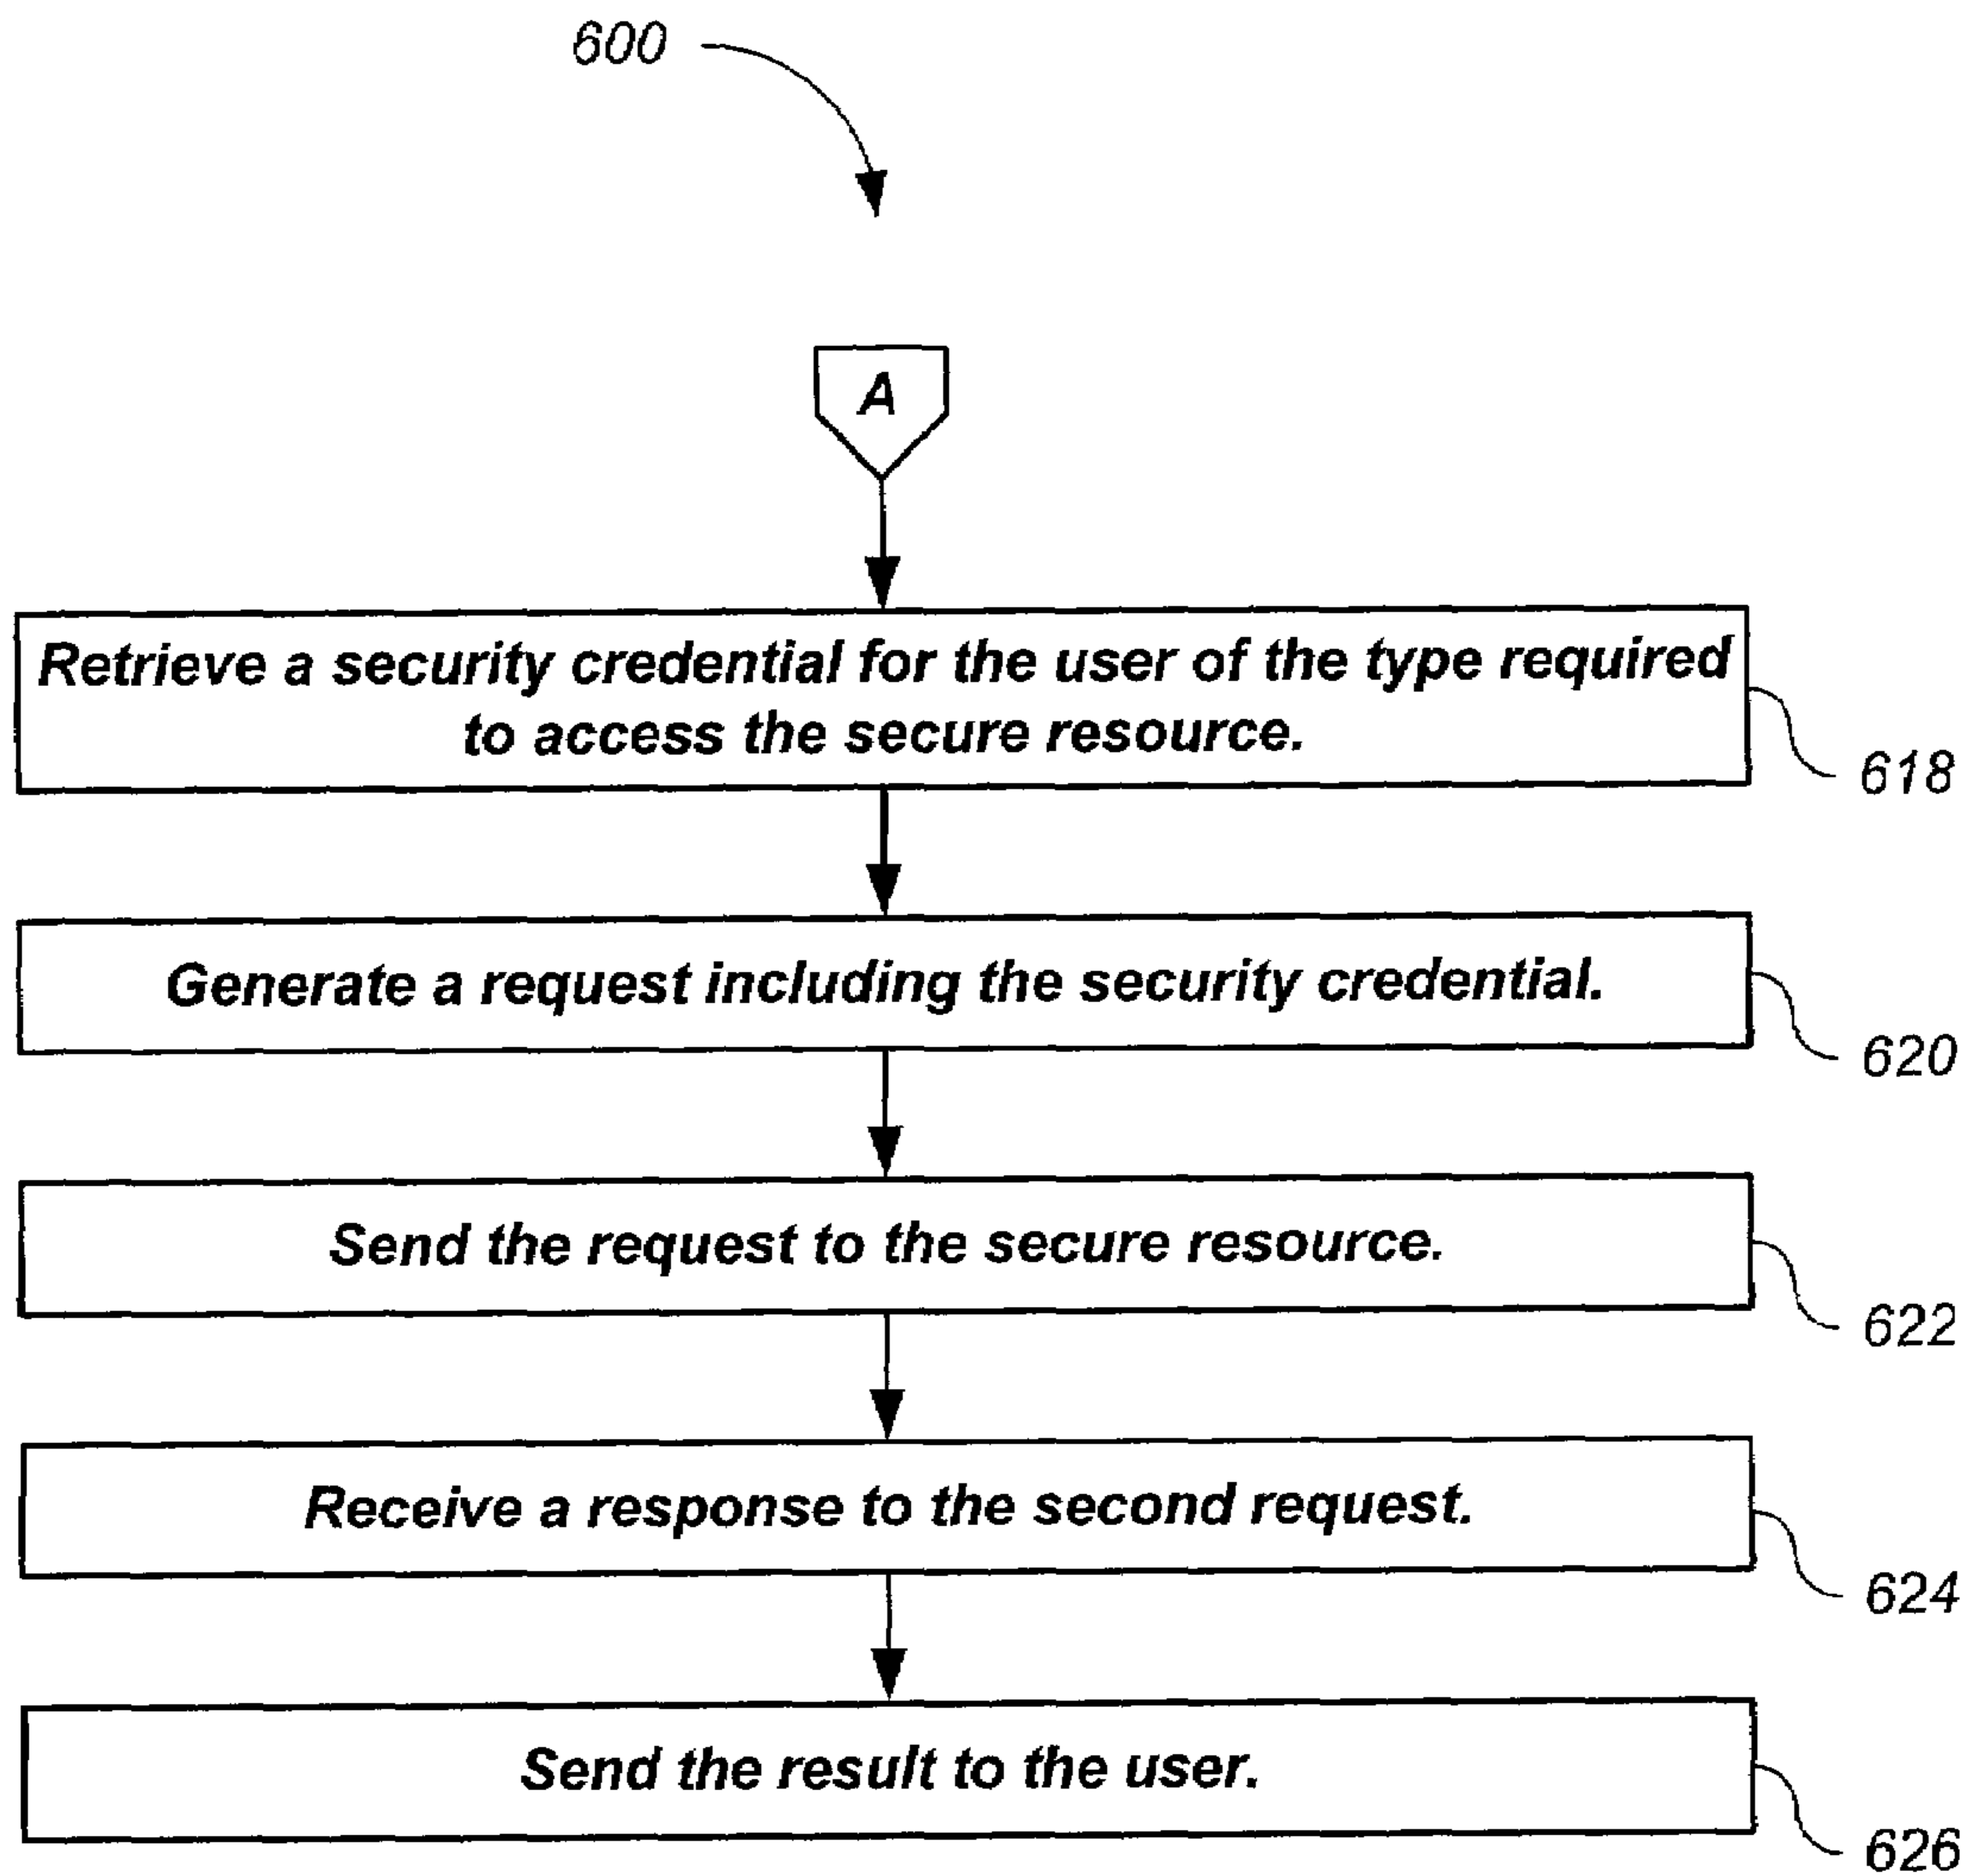 600
A
Retrieve a security credential for the user of the type required
to access the secure resource.
618
Generate a request including the security credential.
620
Send the request to the secure resource.
622
Receive a response to the second request.
624
Send the result to the user.
626